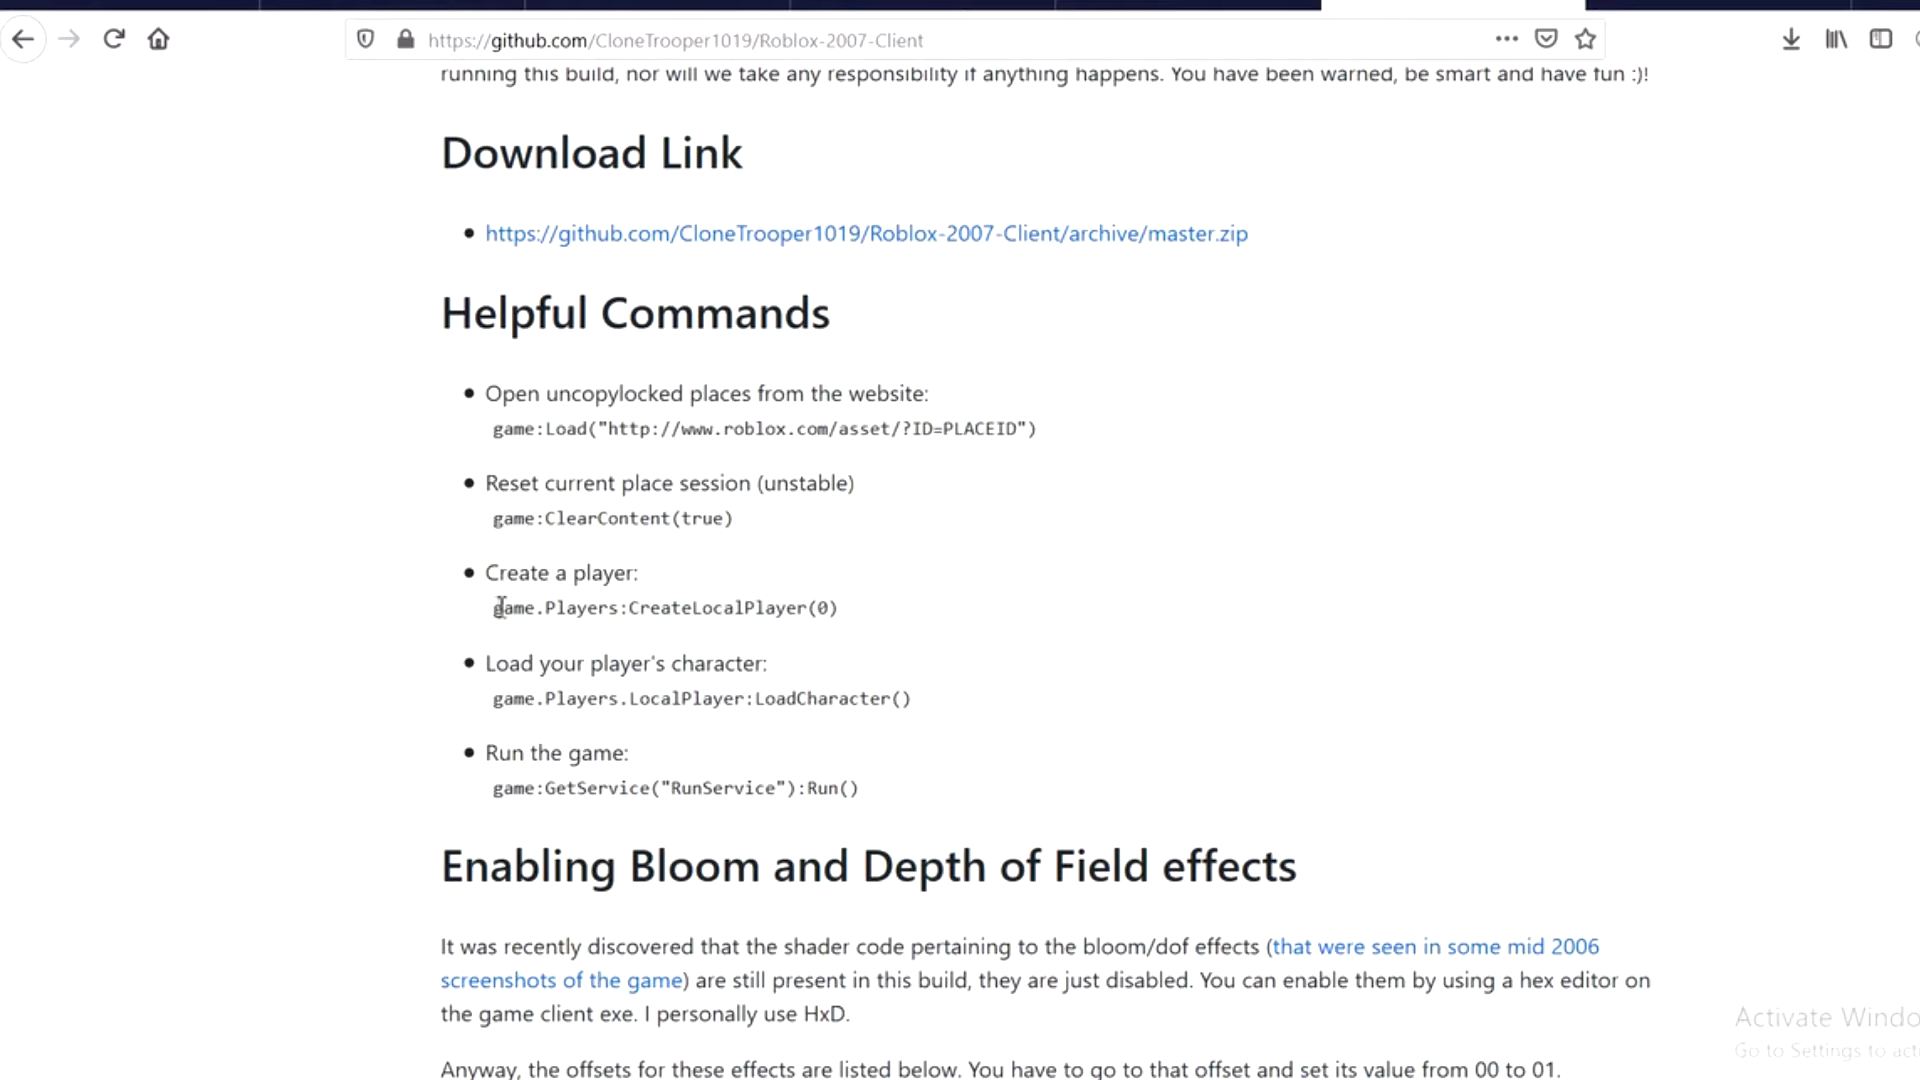 https://github.com/CloneTrooper1019/Roblox-2007-Client
running this build, nor will we take any responsibility if anything happens. You have been warned, be smart and have fun :)!
Download Link
https://github.com/CloneTrooper1019/Roblox-2007-Client/archive/master.zip
Helpful Commands
Open uncopylocked places from the website:
game:Load("http://www.roblox.com/asset/?ID=PLACEID")
Reset current place session (unstable)
game:ClearContent(true)
Create a player:
game.Players:CreateLocalPlayer(0)
Load your player's character:
game.Players.LocalPlayer:LoadCharacter()
Run the game:
game:GetService("RunService"):Run()
Enabling Bloom and Depth of Field effects
It was recently discovered that the shader code pertaining to the bloom/dof effects (that were seen in some mid 2006
screenshots of the game) are still present in this build, they are just disabled. You can enable them by using a hex editor on
the game client exe. I personally use HxD.
Activate Windo
Go to Settings to acti
Anyway, the offsets for these effects are listed below. You have to go to that offset and set its value from 00 to 01.